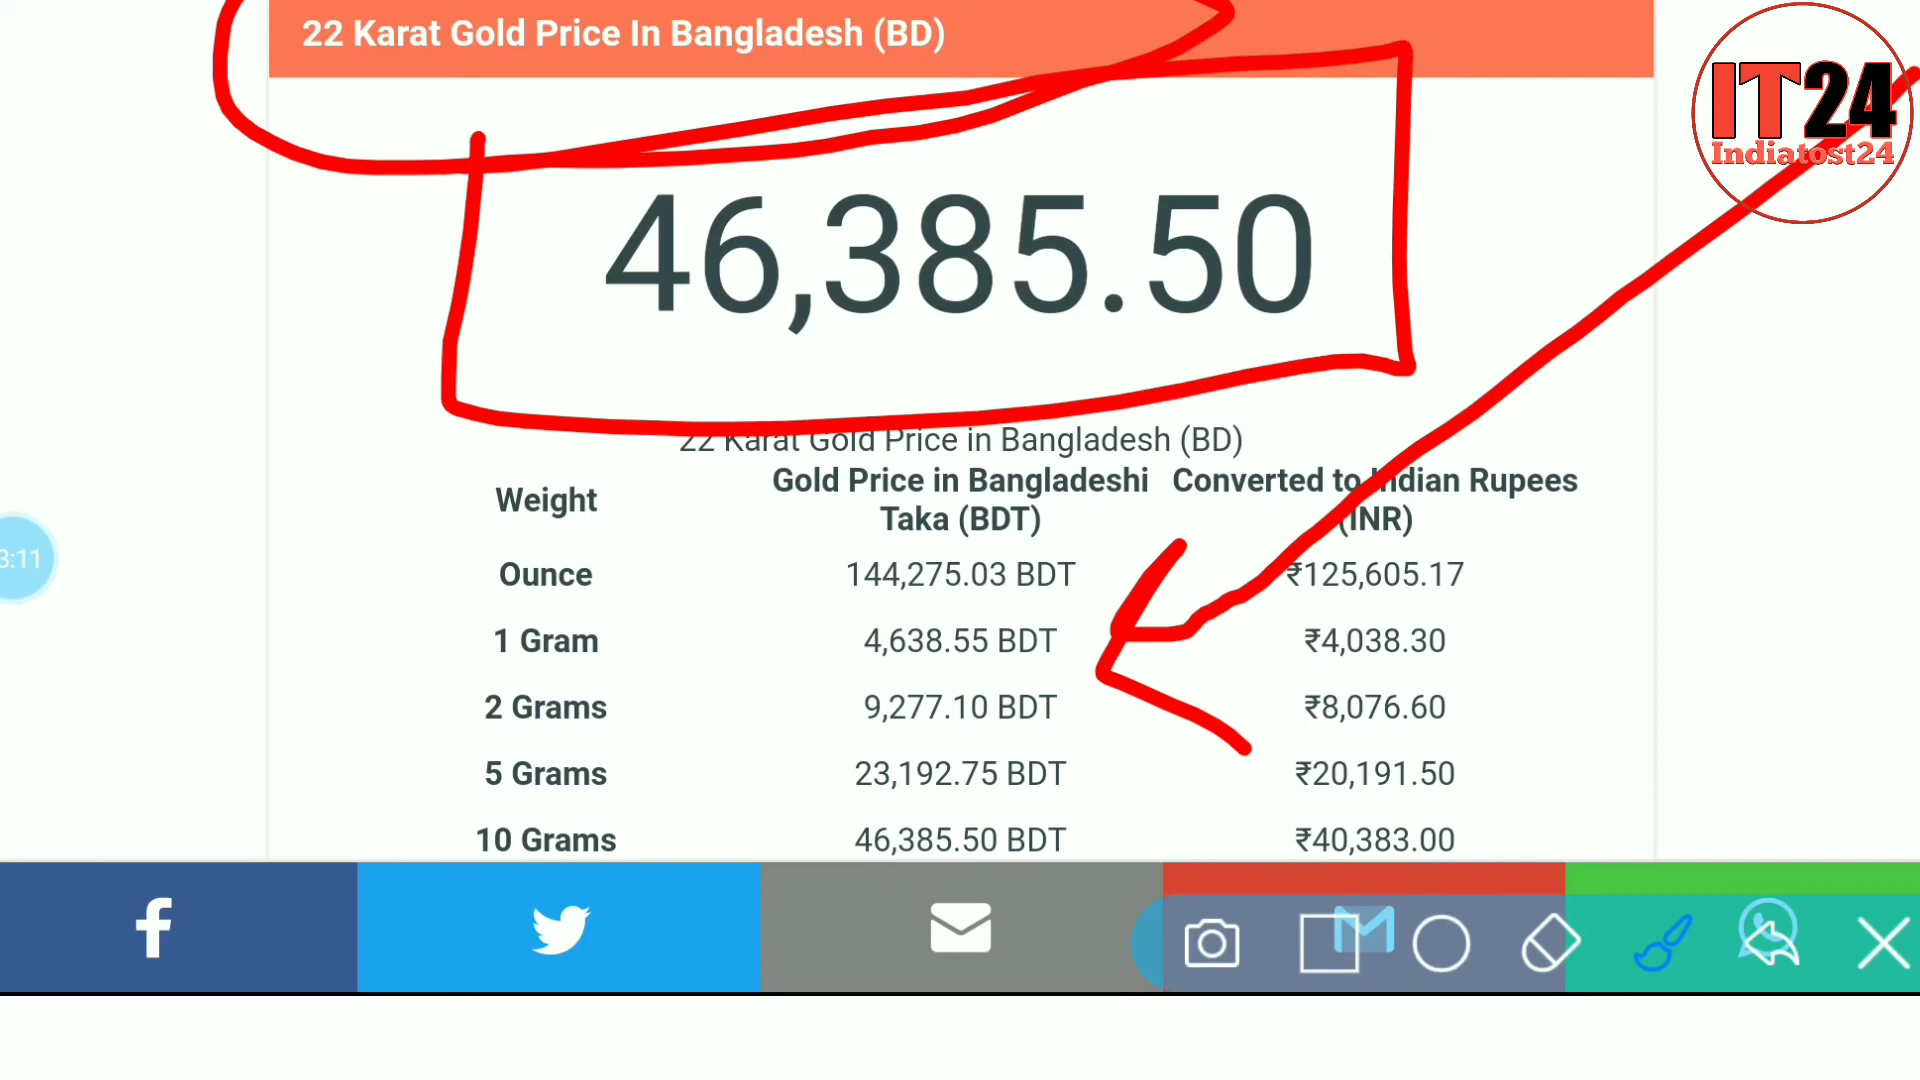 22 Karat Gold Price In Bangladesh (BD)
IT24
Indiatost24
46,385.50
22 Karat Gold Price in Bangladesh (BD)
Weight Gold Price in Bangladeshi Taka (BDT) Converted to Indian Rupees (INR)
Ounce 144,275.03 BDT ₹125,605.17
3:11
1 Gram 4,638.55 BDT ₹4,038.30
2 Grams 9,277.10 BDT ₹8,076.60
5 Grams 23,192.75 BDT ₹20,191.50
10 Grams 46,385.50 BDT ₹40,383.00